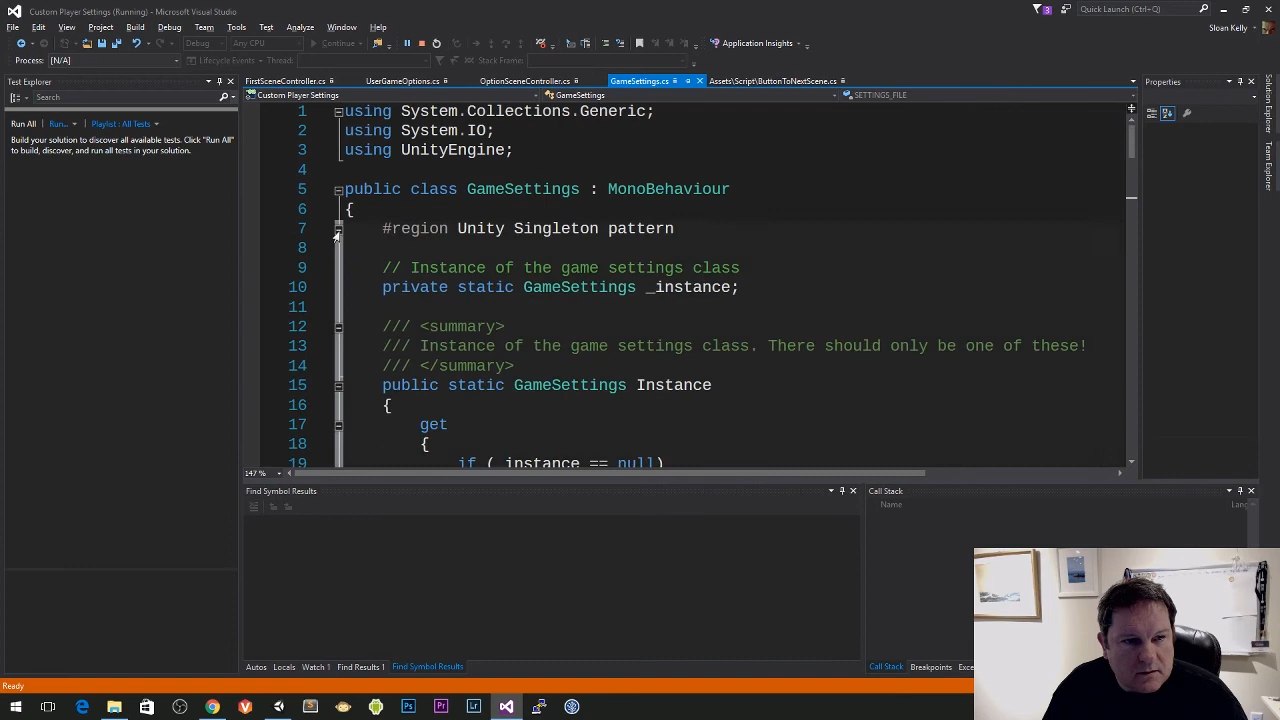 Custom Player Settings (Running) - Microsoft Visual Studio
3
Quick Launch (Ctrl+Q)
File Edit View Project Build Debug Team Tools Test Analyze Window Help
Sloan Kelly
Debug Any CPU Continue Application Insights
Process: [N/A] Lifecycle Events Thread: Stack Frame:
Test Explorer
FirstSceneController.cs UserGameOptions.cs OptionSceneController.cs GameSettings.cs Assets\Script\ButtonToNextScene.cs
Properties
Custom Player Settings GameSettings SETTINGS_FILE
Search
Run All Run... Playlist : All Tests
Build your solution to discover all available tests. Click "Run All"
to build, discover, and run all tests in your solution.
Solution Explorer
Team Explorer
1 using System.Collections.Generic;
2 using System.IO;
3 using UnityEngine;
4
5 public class GameSettings : MonoBehaviour
6 {
7 #region Unity Singleton pattern
8
9 // Instance of the game settings class
10 private static GameSettings _instance;
11
12 /// <summary>
13 /// Instance of the game settings class. There should only be one of these!
14 /// </summary>
15 public static GameSettings Instance
16 {
17 get
18 {
19 if (_instance == null)
147 %
Find Symbol Results
Call Stack
Name Lang
Autos Locals Watch 1 Find Results 1 Find Symbol Results
Call Stack Breakpoints Exce
Ready